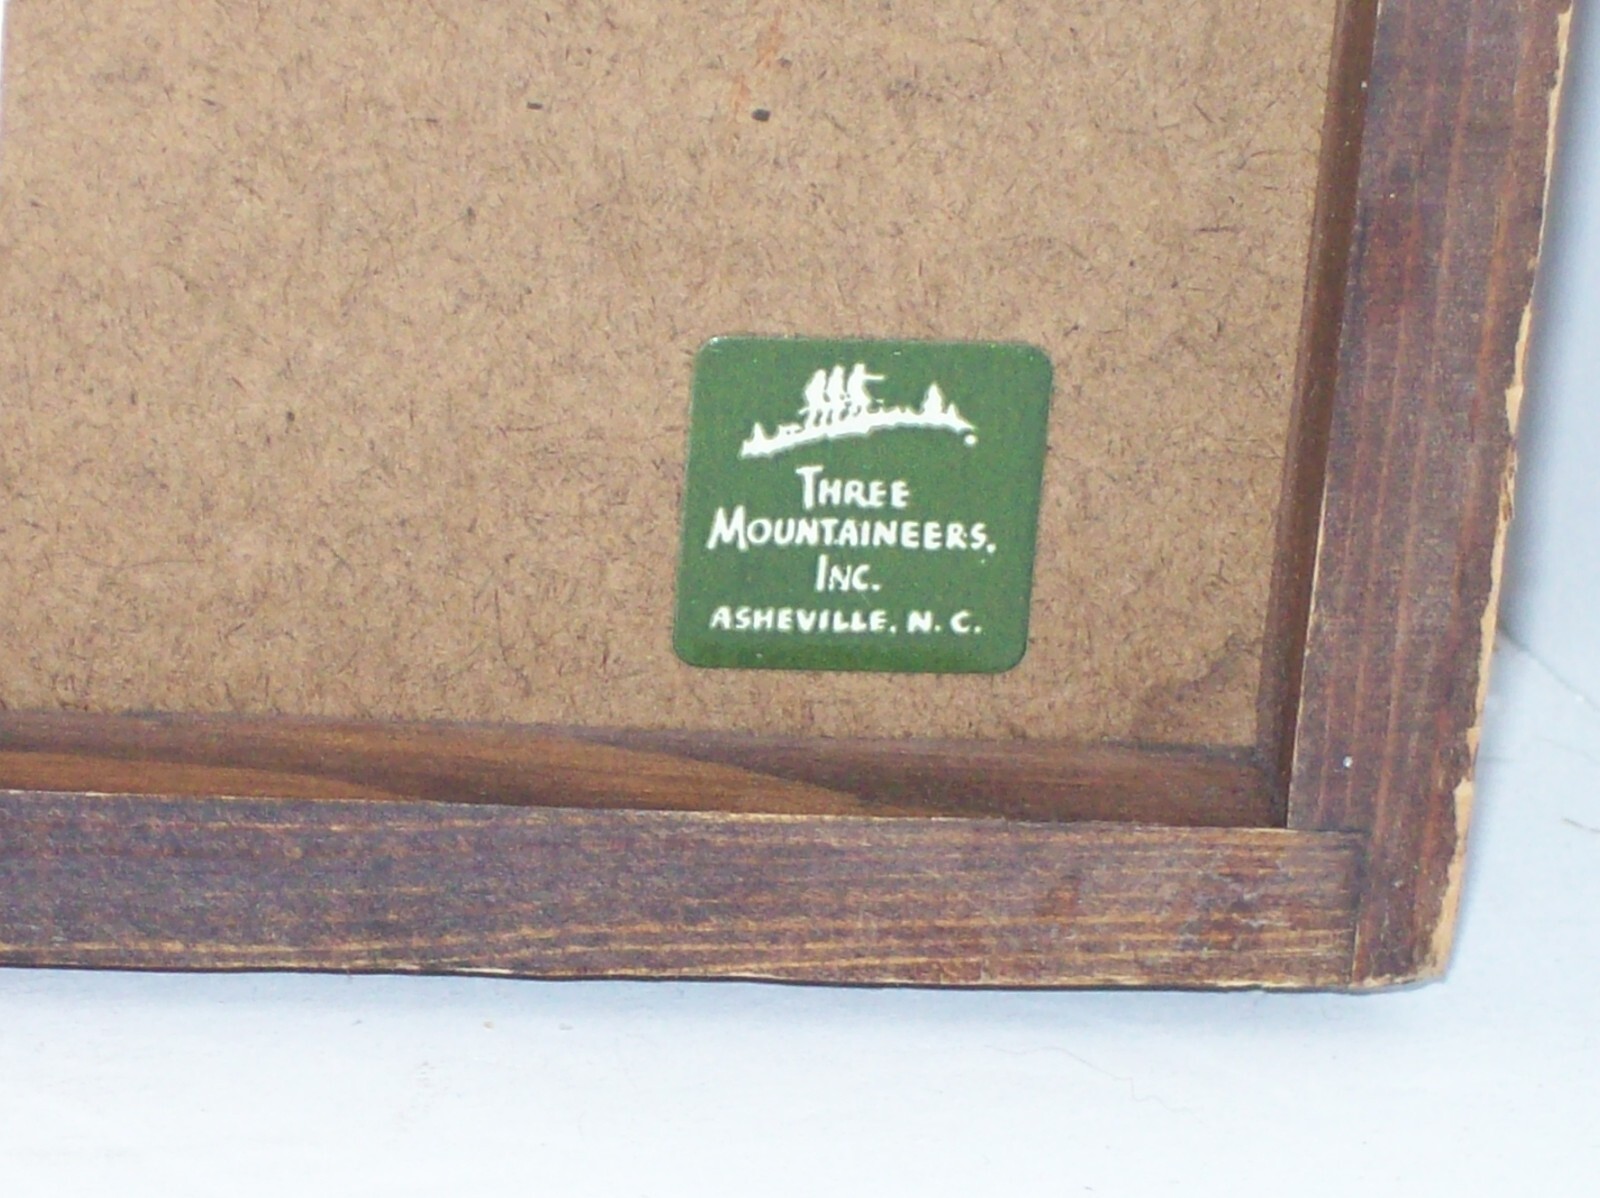 THREE
MOUNTAINEERS,
INC.
ASHEVILLE, N. C.